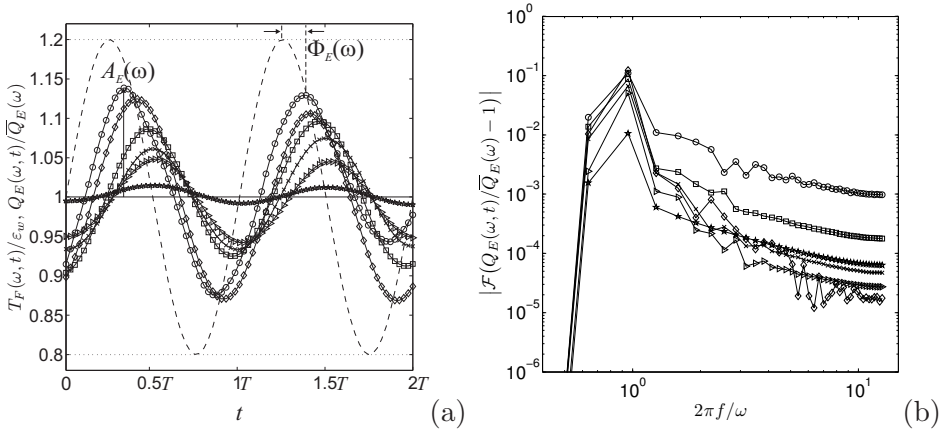 1.2
1.15
1.1
1.05
1
0.95
0.9
0.85
0.8
0 0.5T 1T 1.5T 2T
t
T_F(ω, t)/ε_w, Q_E(ω, t)/\overline{Q}_E(ω)
A_E(ω)
Φ_E(ω)
(a)
10^0
10^{-1}
10^{-2}
10^{-3}
10^{-4}
10^{-5}
10^{-6}
10^0 10^1
2πf/ω
|F(Q_E(ω, t)/\overline{Q}_E(ω) − 1)|
(b)